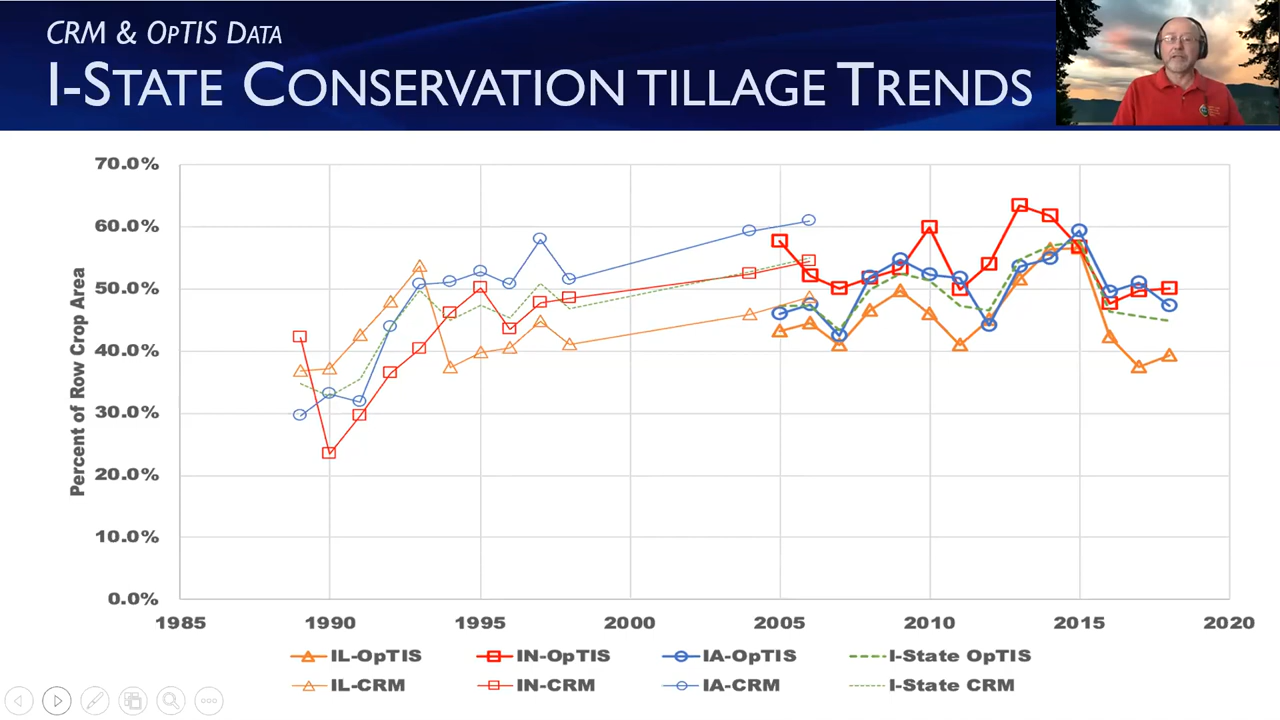 CRM & OpTIS Data
I-State Conservation tillage Trends
70.0%
60.0%
50.0%
40.0%
30.0%
20.0%
10.0%
0.0%
Percent of Row Crop Area
1985 1990 1995 2000 2005 2010 2015 2020
IL-OpTIS IN-OpTIS IA-OpTIS I-State OpTIS
IL-CRM IN-CRM IA-CRM I-State CRM